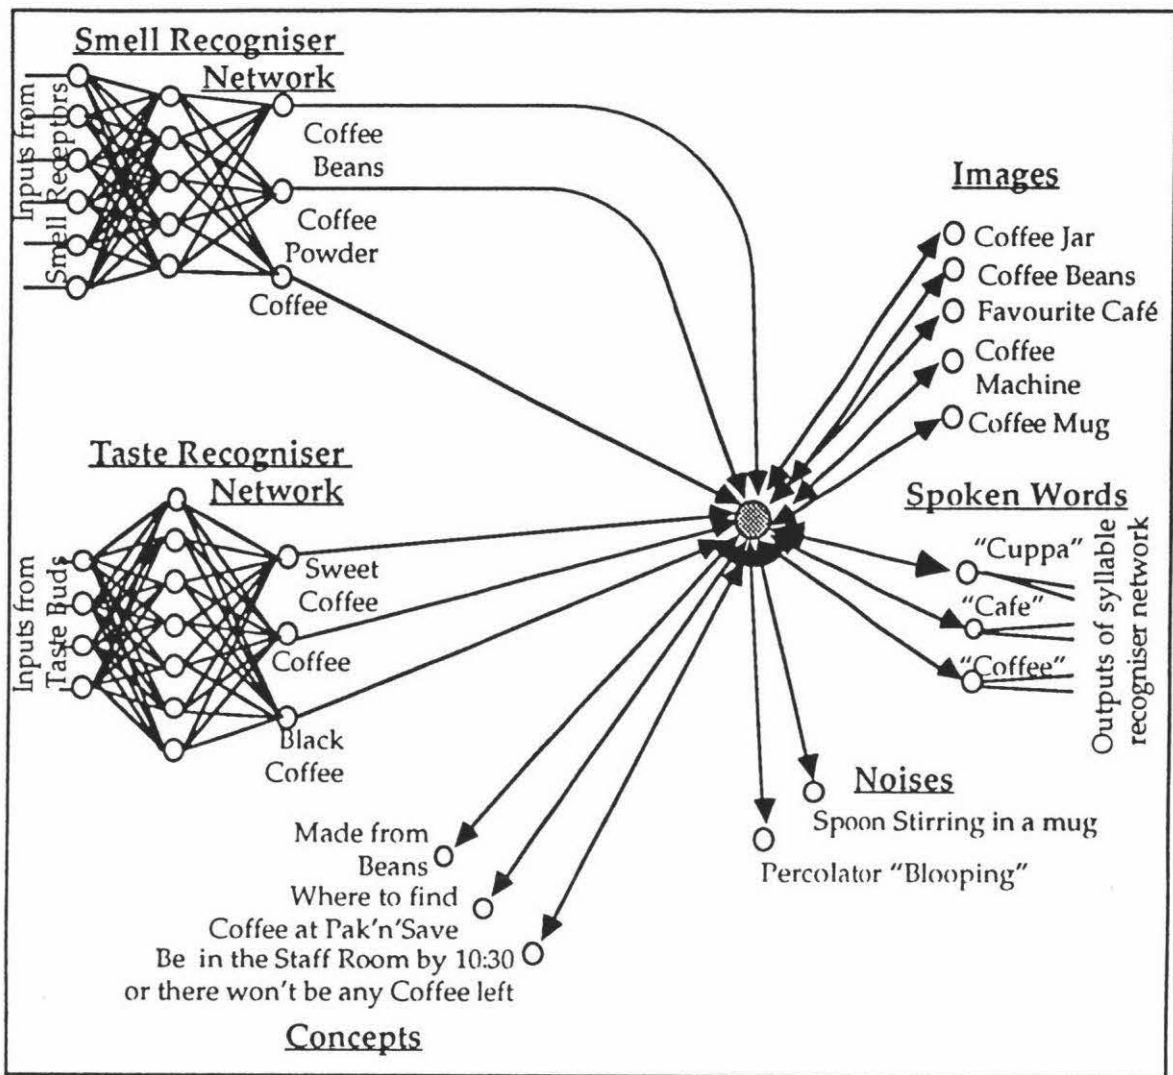 Smell Recogniser
Network
Inputs from
Smell Receptors
Coffee
Beans
Coffee
Powder
Coffee
Images
Coffee Jar
Coffee Beans
Favourite Café
Coffee
Machine
Coffee Mug
Taste Recogniser
Network
Inputs from
Taste Buds
Sweet
Coffee
Coffee
Black
Coffee
Spoken Words
"Cuppa"
"Cafe"
"Coffee"
Outputs of syllable
recogniser network
Noises
Spoon Stirring in a mug
Percolator "Blooping"
Made from
Beans
Where to find
Coffee at Pak'n'Save
Be in the Staff Room by 10:30
or there won't be any Coffee left
Concepts